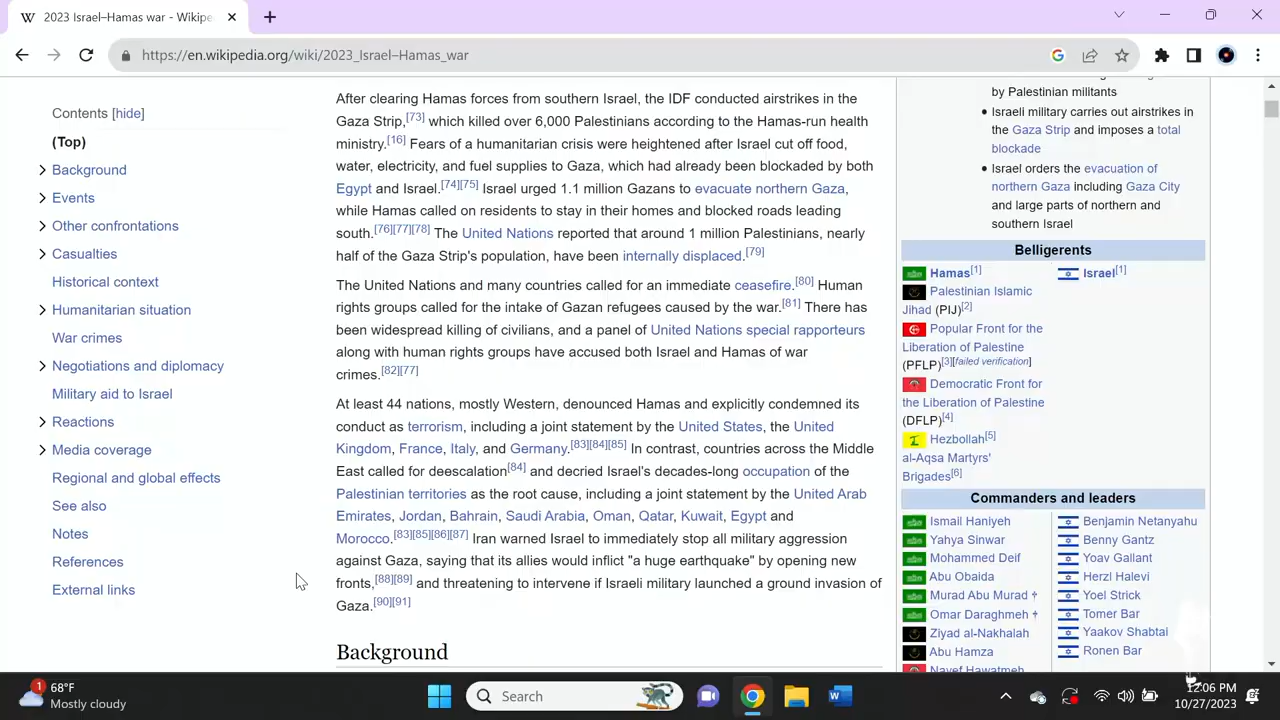 2023 Israel–Hamas war - Wikipe
https://en.wikipedia.org/wiki/2023_Israel–Hamas_war
Contents [hide]
(Top)
Background
Events
Other confrontations
Casualties
Historical context
Humanitarian situation
War crimes
Negotiations and diplomacy
Military aid to Israel
Reactions
Media coverage
Regional and global effects
See also
Notes
References
External links
After clearing Hamas forces from southern Israel, the IDF conducted airstrikes in the
Gaza Strip,[73] which killed over 6,000 Palestinians according to the Hamas-run health
ministry.[16] Fears of a humanitarian crisis were heightened after Israel cut off food,
water, electricity, and fuel supplies to Gaza, which had already been blockaded by both
Egypt and Israel.[74][75] Israel urged 1.1 million Gazans to evacuate northern Gaza,
while Hamas called on residents to stay in their homes and blocked roads leading
south.[76][77][78] The United Nations reported that around 1 million Palestinians, nearly
half of the Gaza Strip's population, have been internally displaced.[79]
The United Nations and many countries called for an immediate ceasefire.[80] Human
rights groups called for the intake of Gazan refugees caused by the war.[81] There has
been widespread killing of civilians, and a panel of United Nations special rapporteurs
along with human rights groups have accused both Israel and Hamas of war
crimes.[82][77]
At least 44 nations, mostly Western, denounced Hamas and explicitly condemned its
conduct as terrorism, including a joint statement by the United States, the United
Kingdom, France, Italy, and Germany.[83][84][85] In contrast, countries across the Middle
East called for deescalation[84] and decried Israel's decades-long occupation of the
Palestinian territories as the root cause, including a joint statement by the United Arab
Emirates, Jordan, Bahrain, Saudi Arabia, Oman, Qatar, Kuwait, Egypt and
Morocco.[83][85][86][87] Iran warned Israel to immediately stop all military aggression
against Gaza, saying that its allies would inflict "a huge earthquake" by opening new
fronts,[88][89] and threatening to intervene if Israeli military launched a ground invasion of
Gaza.[90][91]
Background
by Palestinian militants
• Israeli military carries out airstrikes in
the Gaza Strip and imposes a total
blockade
• Israel orders the evacuation of
northern Gaza including Gaza City
and large parts of northern and
southern Israel
Belligerents
Hamas[1]
Palestinian Islamic
Jihad (PIJ)[2]
Popular Front for the
Liberation of Palestine
(PFLP)[3][failed verification]
Democratic Front for
the Liberation of Palestine
(DFLP)[4]
Hezbollah[5]
al-Aqsa Martyrs'
Brigades[6]
Israel[1]
Commanders and leaders
Ismail Haniyeh
Yahya Sinwar
Mohammed Deif
Abu Obaida
Murad Abu Murad †
Omar Daraghmeh †
Ziyad al-Nakhalah
Abu Hamza
Nayef Hawatmeh
Benjamin Netanyahu
Benny Gantz
Yoav Gallant
Herzl Halevi
Yoel Strick
Tomer Bar
Yaakov Shabtai
Ronen Bar
1
68°F
Mostly cloudy
Search
12:06 PM
10/27/2023